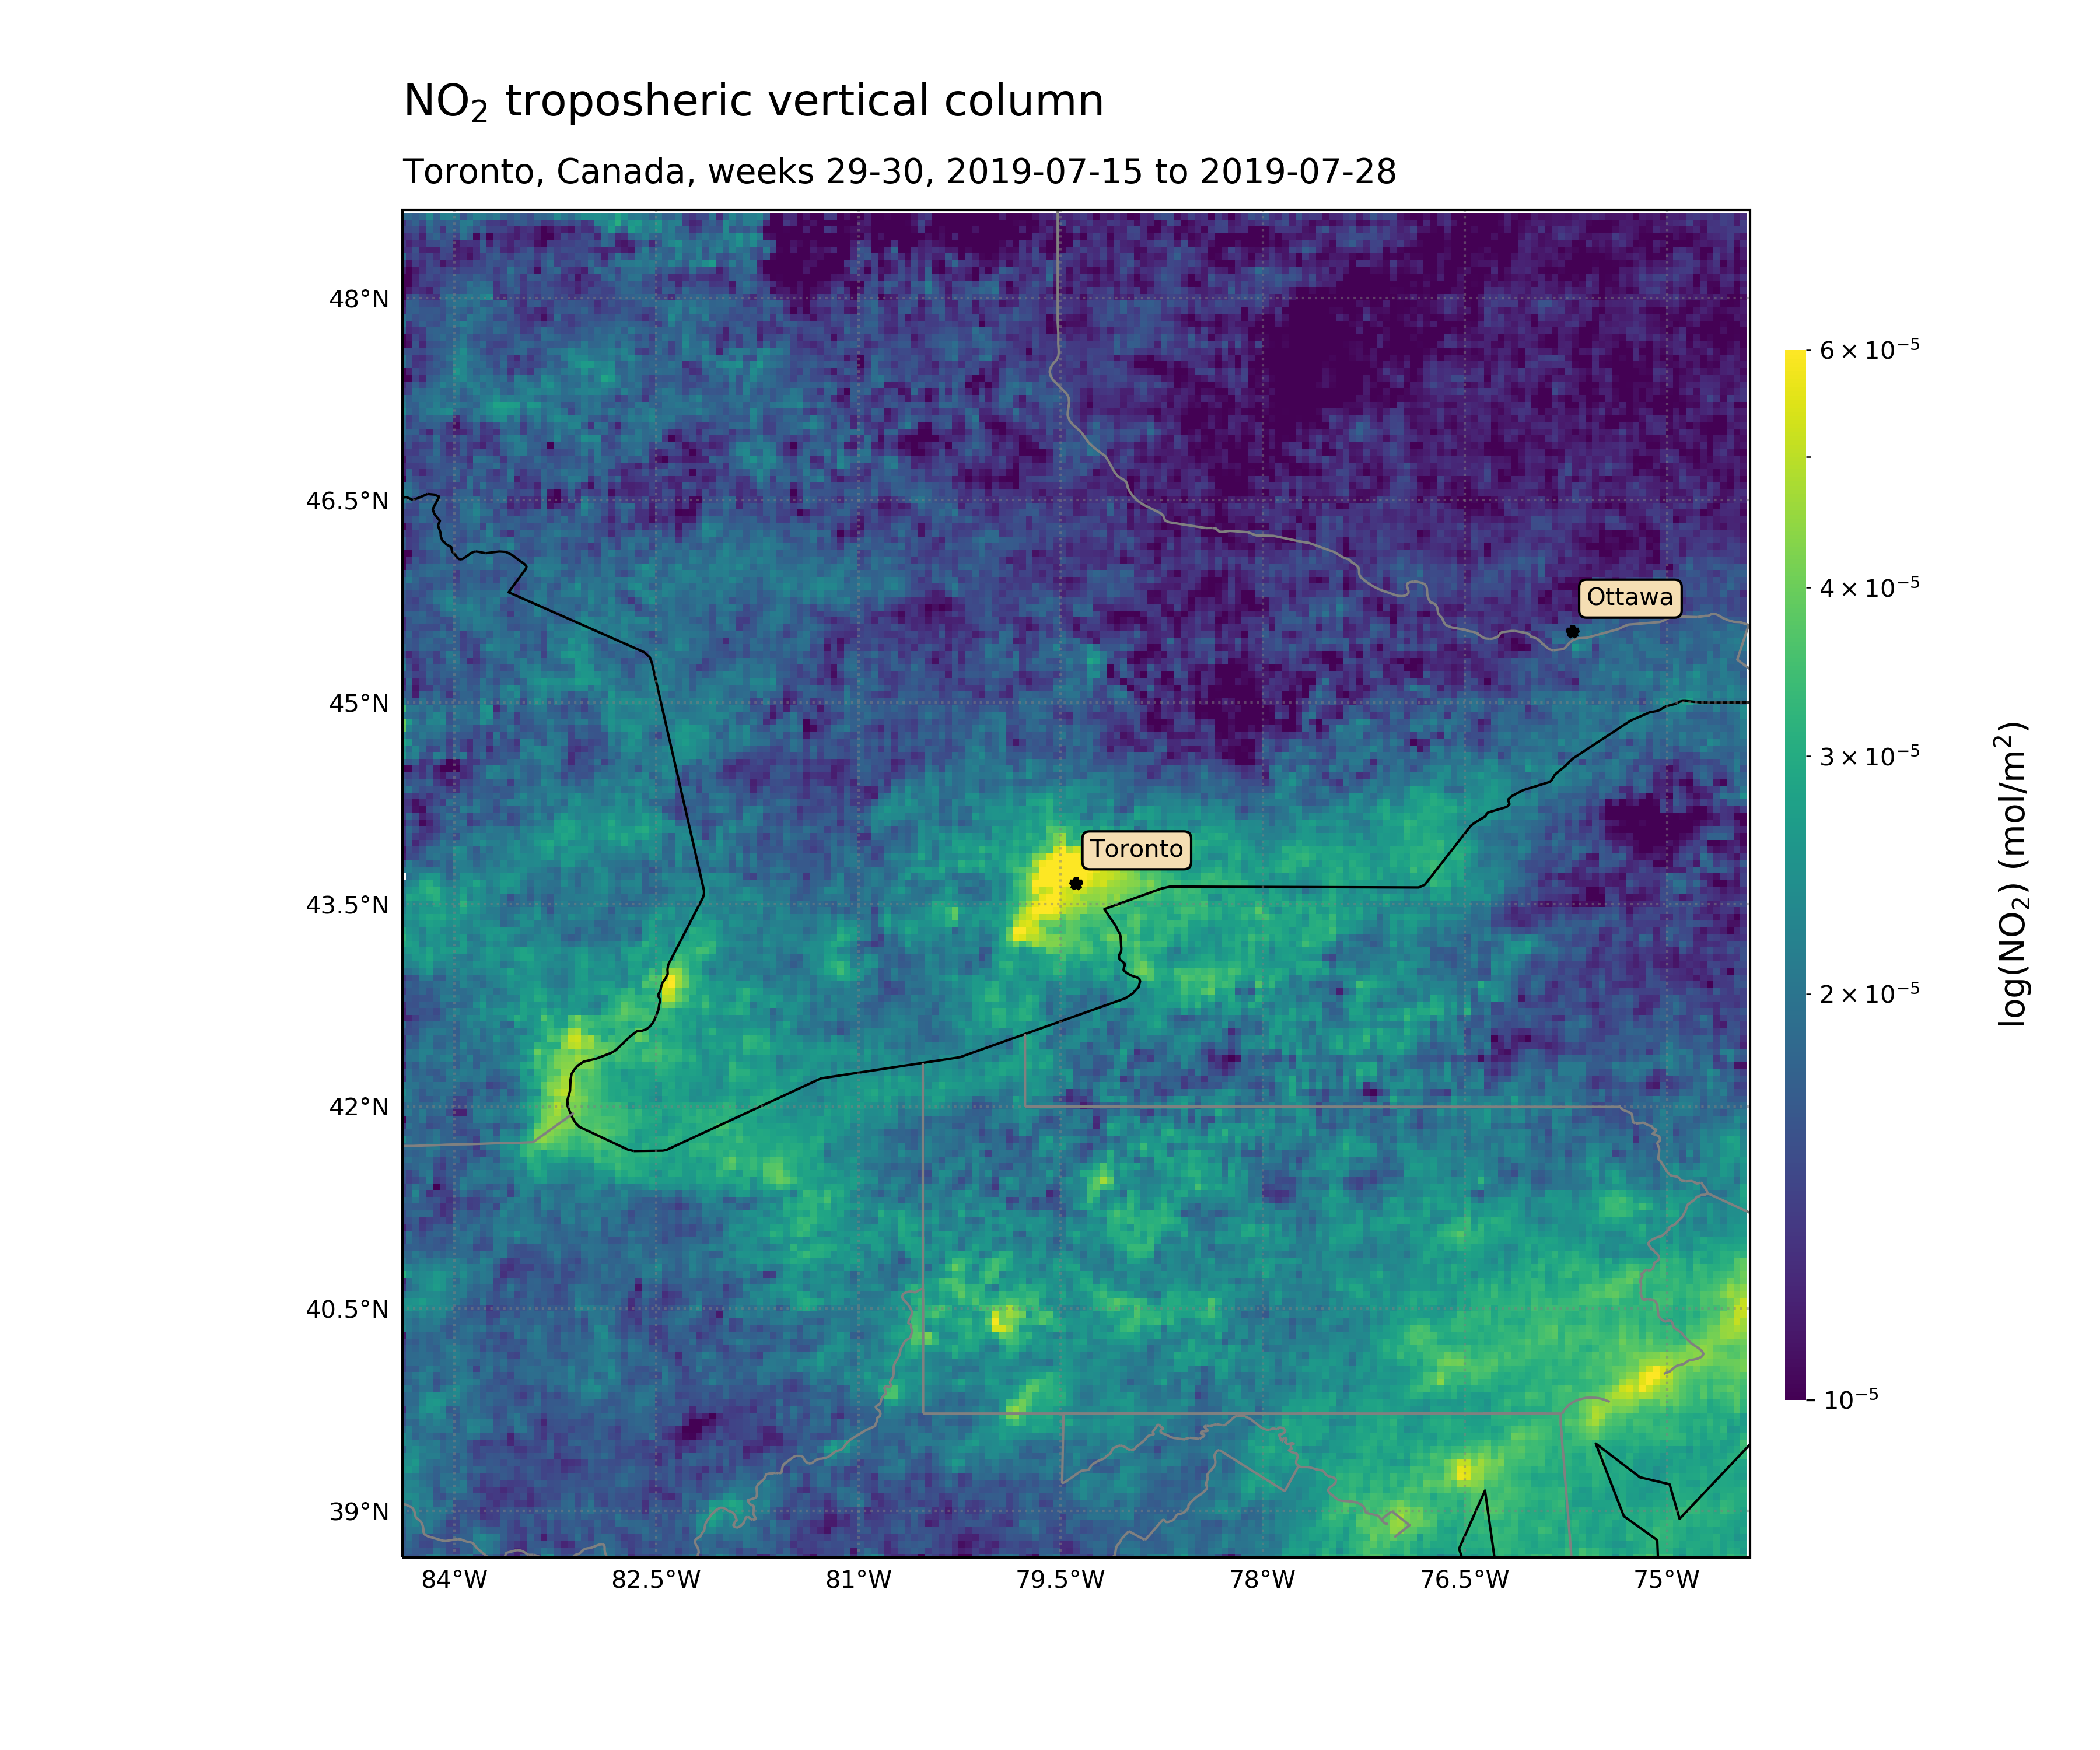 NO₂ troposheric vertical column
Toronto, Canada, weeks 29-30, 2019-07-15 to 2019-07-28
48°N
46.5°N
45°N
43.5°N
42°N
40.5°N
39°N
84°W 82.5°W 81°W 79.5°W 78°W 76.5°W 75°W
Ottawa
Toronto
6 × 10⁻⁵
4 × 10⁻⁵
3 × 10⁻⁵
2 × 10⁻⁵
10⁻⁵
log(NO₂) (mol/m²)